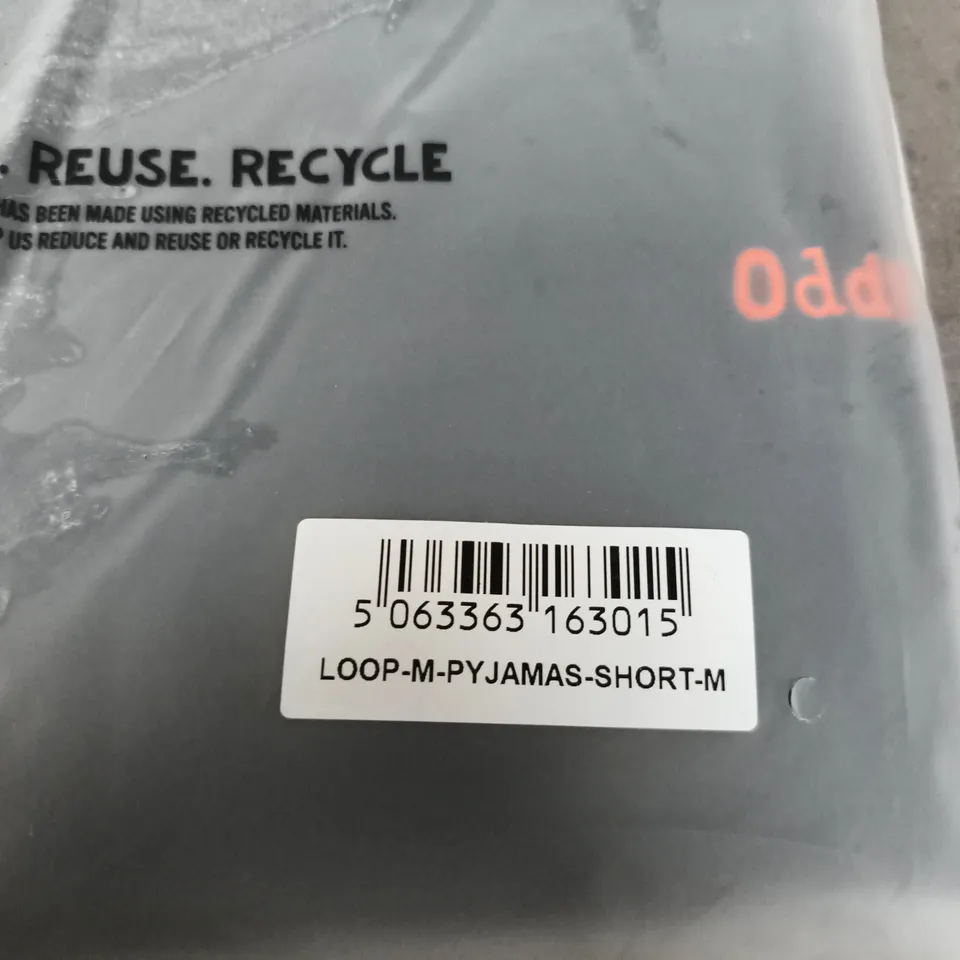 . REUSE. RECYCLE
HAS BEEN MADE USING RECYCLED MATERIALS.
US REDUCE AND REUSE OR RECYCLE IT.
Odd
5 063363 163015
LOOP-M-PYJAMAS-SHORT-M